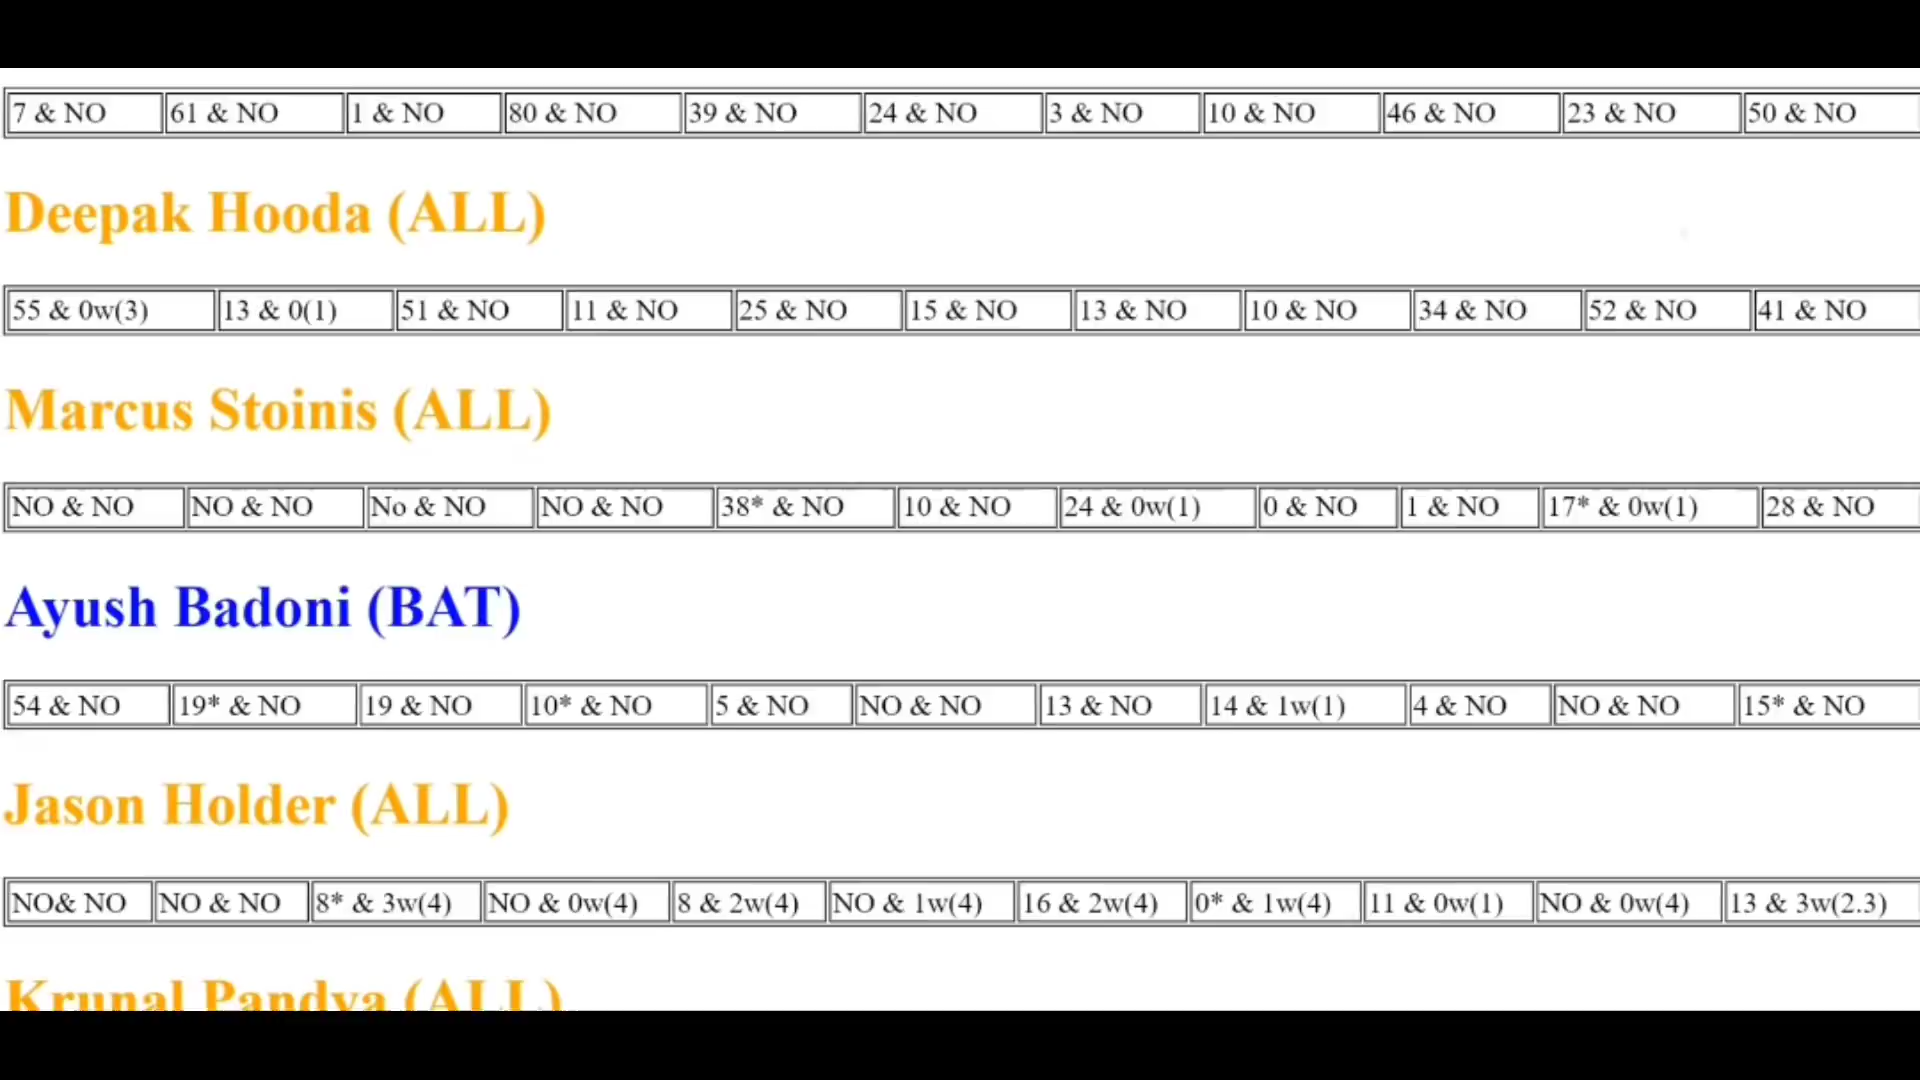 7 & NO 61 & NO 1 & NO 80 & NO 39 & NO 24 & NO 3 & NO 10 & NO 46 & NO 23 & NO 50 & NO
Deepak Hooda (ALL)
55 & 0w(3) 13 & 0(1) 51 & NO 11 & NO 25 & NO 15 & NO 13 & NO 10 & NO 34 & NO 52 & NO 41 & NO
Marcus Stoinis (ALL)
NO & NO NO & NO No & NO NO & NO 38* & NO 10 & NO 24 & 0w(1) 0 & NO 1 & NO 17* & 0w(1) 28 & NO
Ayush Badoni (BAT)
54 & NO 19* & NO 19 & NO 10* & NO 5 & NO NO & NO 13 & NO 14 & 1w(1) 4 & NO NO & NO 15* & NO
Jason Holder (ALL)
NO& NO NO & NO 8* & 3w(4) NO & 0w(4) 8 & 2w(4) NO & 1w(4) 16 & 2w(4) 0* & 1w(4) 11 & 0w(1) NO & 0w(4) 13 & 3w(2.3)
Krunal Pandya (ALL)